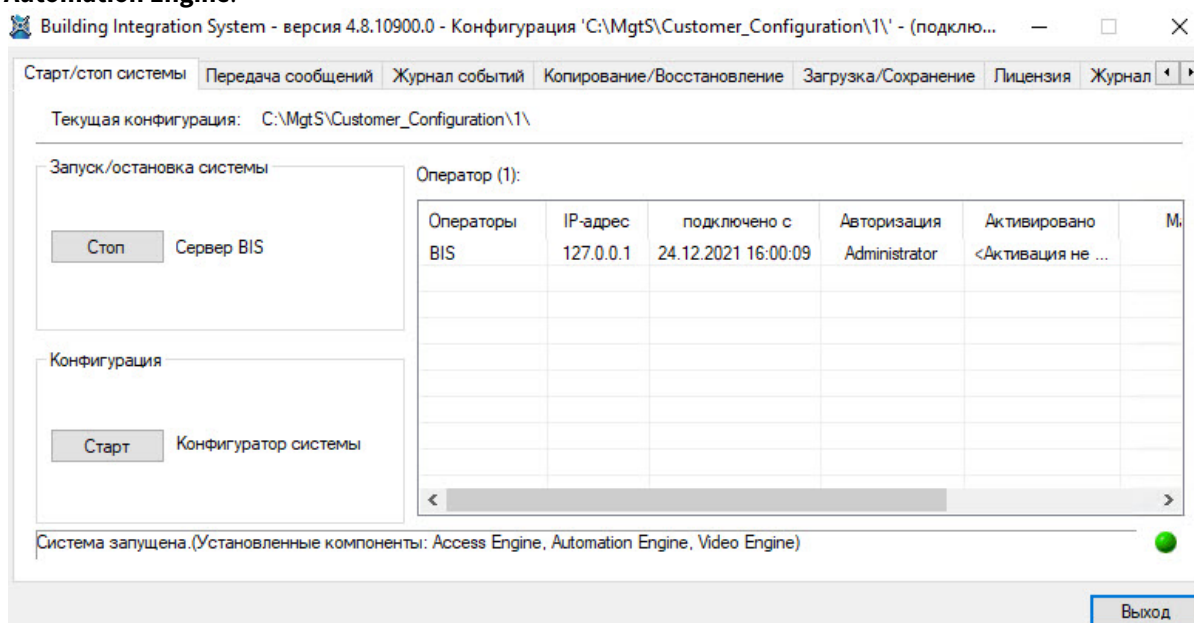 Automation Engine.
Building Integration System - версия 4.8.10900.0 - Конфигурация 'C:\MgtS\Customer_Configuration\1\' - (подклю...
Старт/стоп системы Передача сообщений Журнал событий Копирование/Восстановление Загрузка/Сохранение Лицензия Журнал
Текущая конфигурация: C:\MgtS\Customer_Configuration\1\
Запуск/остановка системы
Стоп Сервер BIS
Конфигурация
Старт Конфигуратор системы
Оператор (1):
Операторы IP-адрес подключено с Авторизация Активировано
BIS 127.0.0.1 24.12.2021 16:00:09 Administrator <Активация не ...
Система запущена.(Установленные компоненты: Access Engine, Automation Engine, Video Engine)
Выход